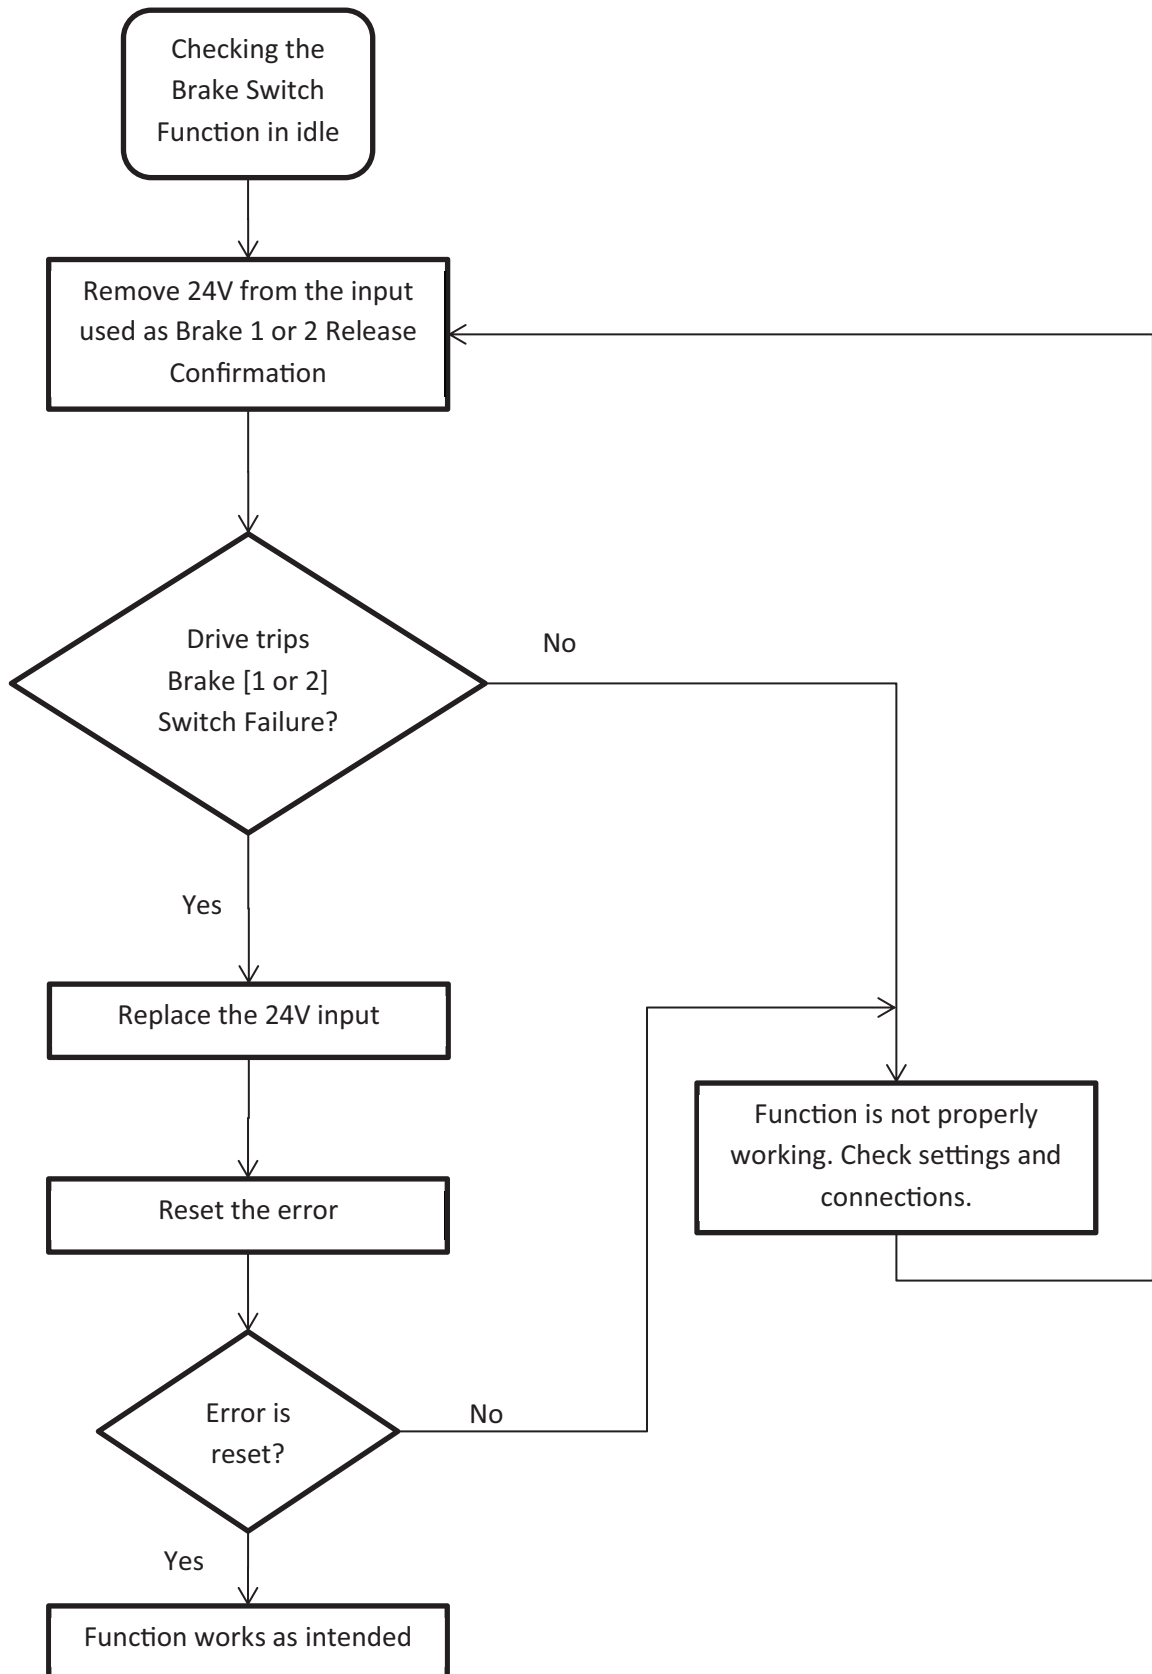 Checking the
Brake Switch
Function in idle
Remove 24V from the input
used as Brake 1 or 2 Release
Confirmation
Drive trips
Brake [1 or 2]
Switch Failure?
No
Yes
Replace the 24V input
Function is not properly
working. Check settings and
connections.
Reset the error
Error is
reset?
No
Yes
Function works as intended